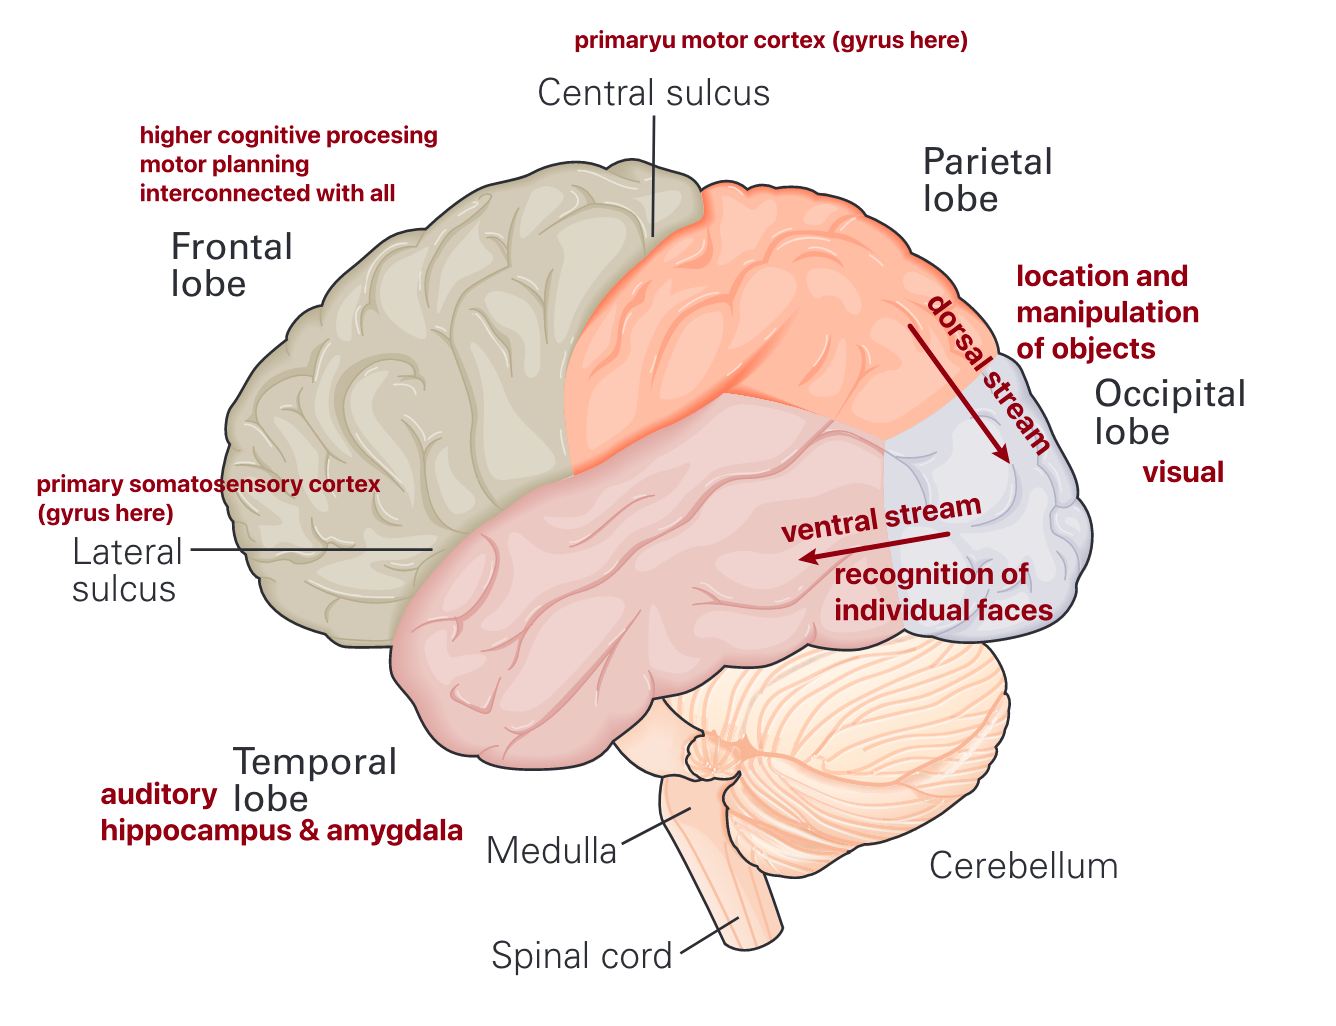 primaryu motor cortex (gyrus here)
Central sulcus
higher cognitive procesing
motor planning
interconnected with all
Frontal
lobe
Parietal
lobe
location and
manipulation
of objects
dorsal stream
Occipital
lobe
visual
primary somatosensory cortex
(gyrus here)
Lateral
sulcus
ventral stream
recognition of
individual faces
Temporal
lobe
auditory
hippocampus & amygdala
Medulla
Cerebellum
Spinal cord